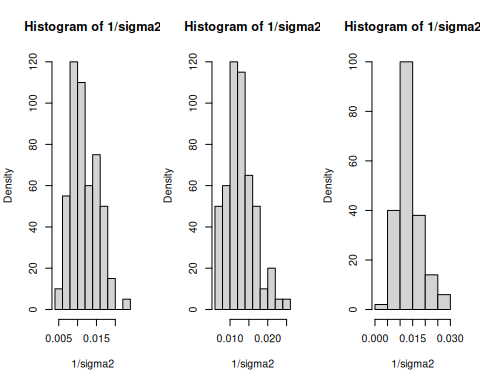 Histogram of 1/sigma2
Density
0 20 40 60 80 100 120
0.005 0.015
1/sigma2
Histogram of 1/sigma2
Density
0 20 40 60 80 100 120
0.010 0.020
1/sigma2
Histogram of 1/sigma2
Density
0 20 40 60 80 100
0.000 0.015 0.030
1/sigma2